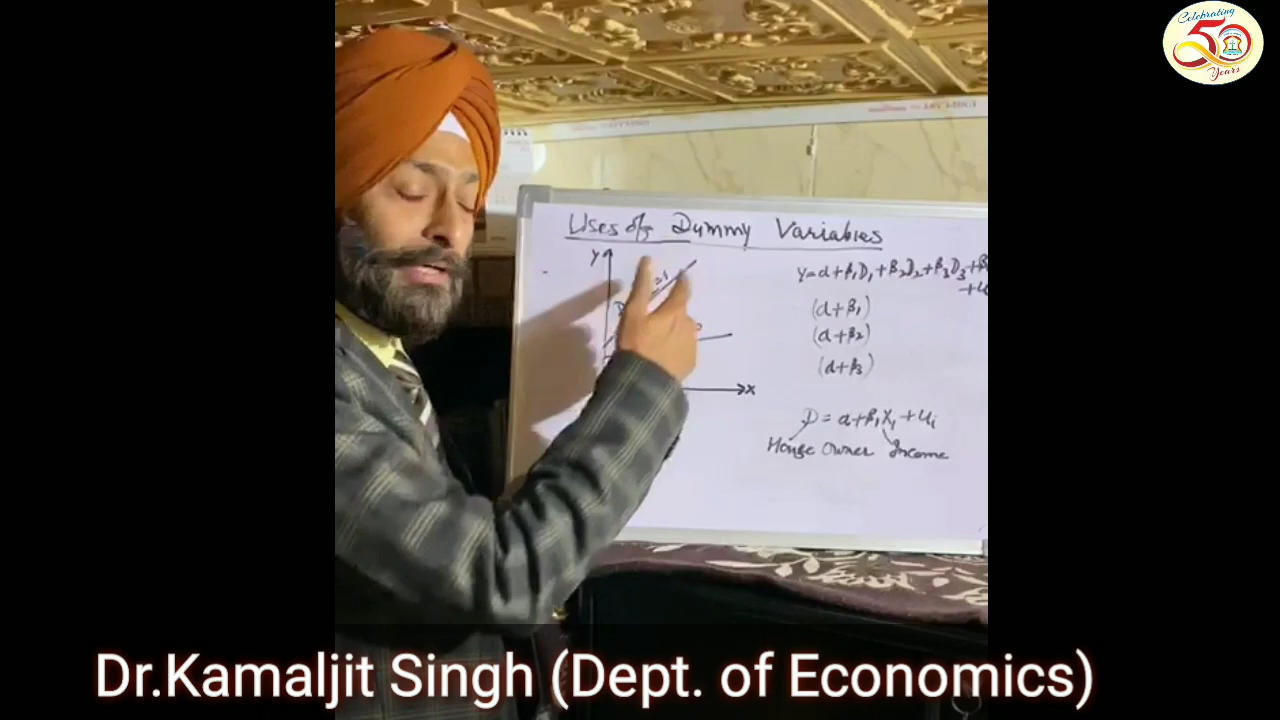 Celebrating
50
Years
Uses of Dummy Variables
Y
X
Y=α+β₁D₁+β₂D₂+β₃D₃+β
+u
(α+β₁)
(α+β₂)
(α+β₃)
D = α+β₁X₁+Uᵢ
House Owner Income
Dr.Kamaljit Singh (Dept. of Economics)